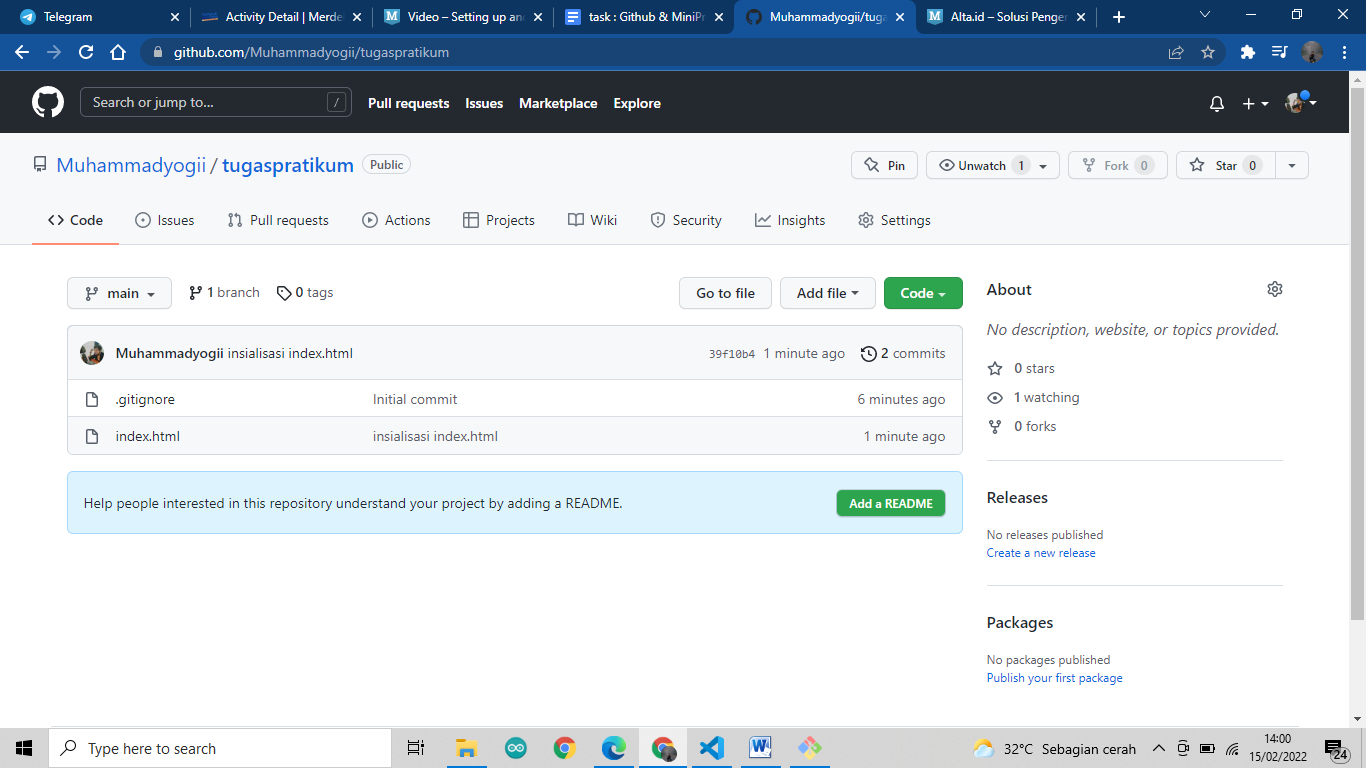 Telegram
Activity Detail | Merde
Video – Setting up and
task : Github & MiniPr
Muhammadyogii/tuga
Alta.id – Solusi Penger
github.com/Muhammadyogii/tugaspratikum
Search or jump to... /
Pull requests Issues Marketplace Explore
Muhammadyogii / tugaspratikum Public
Pin
Unwatch 1
Fork 0
Star 0
Code Issues Pull requests Actions Projects Wiki Security Insights Settings
main 1 branch 0 tags
Go to file Add file Code
Muhammadyogii insialisasi index.html 39f10b4 1 minute ago 2 commits
.gitignore Initial commit 6 minutes ago
index.html insialisasi index.html 1 minute ago
Help people interested in this repository understand your project by adding a README. Add a README
About
No description, website, or topics provided.
0 stars
1 watching
0 forks
Releases
No releases published
Create a new release
Packages
No packages published
Publish your first package
Type here to search
32°C Sebagian cerah
14:00
15/02/2022
24